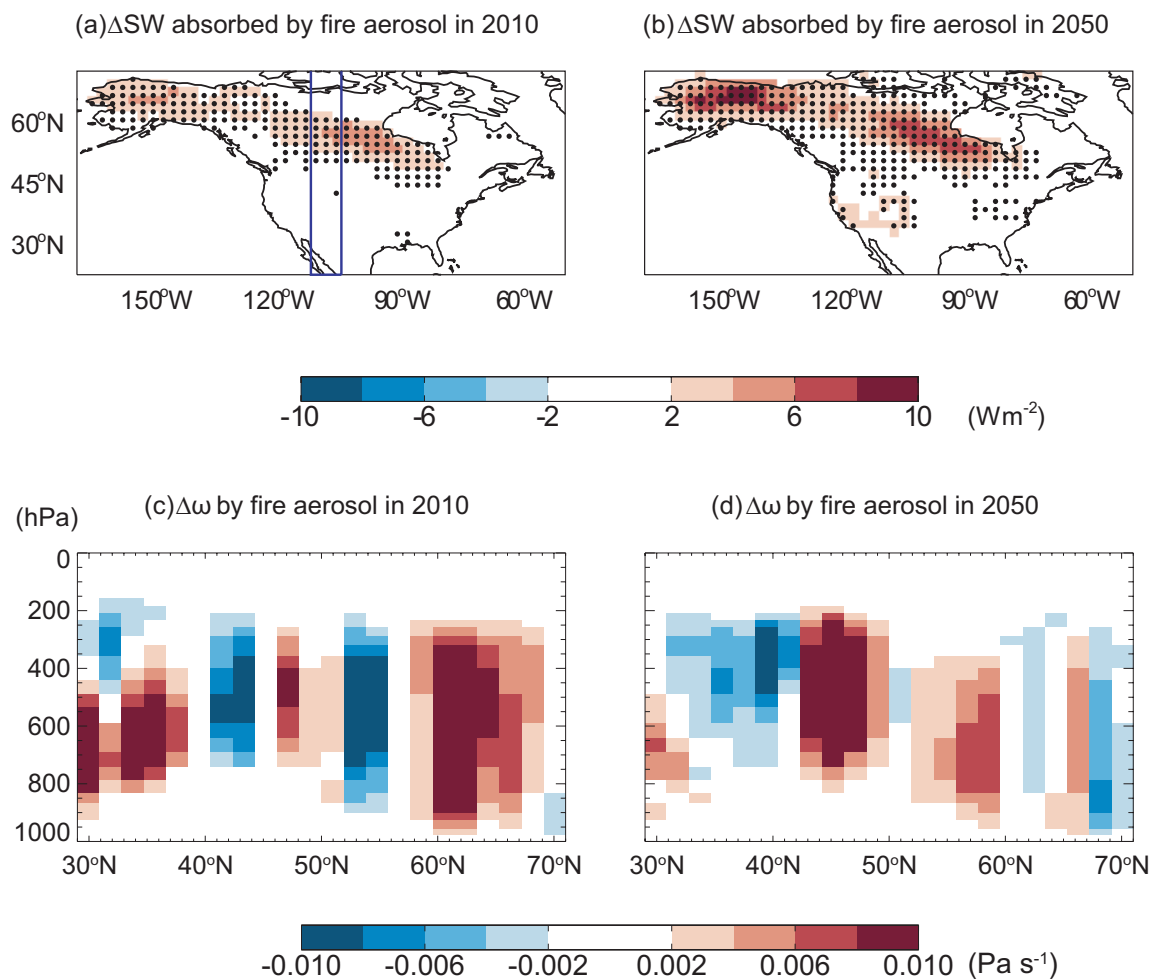 (a)ΔSW absorbed by fire aerosol in 2010
(b)ΔSW absorbed by fire aerosol in 2050
60°N
45°N
30°N
150°W 120°W 90°W 60°W
150°W 120°W 90°W 60°W
-10 -6 -2 2 6 10 (Wm⁻²)
(hPa)
(c)Δω by fire aerosol in 2010
(d)Δω by fire aerosol in 2050
0
200
400
600
800
1000
30°N 40°N 50°N 60°N 70°N
30°N 40°N 50°N 60°N 70°N
-0.010 -0.006 -0.002 0.002 0.006 0.010 (Pa s⁻¹)